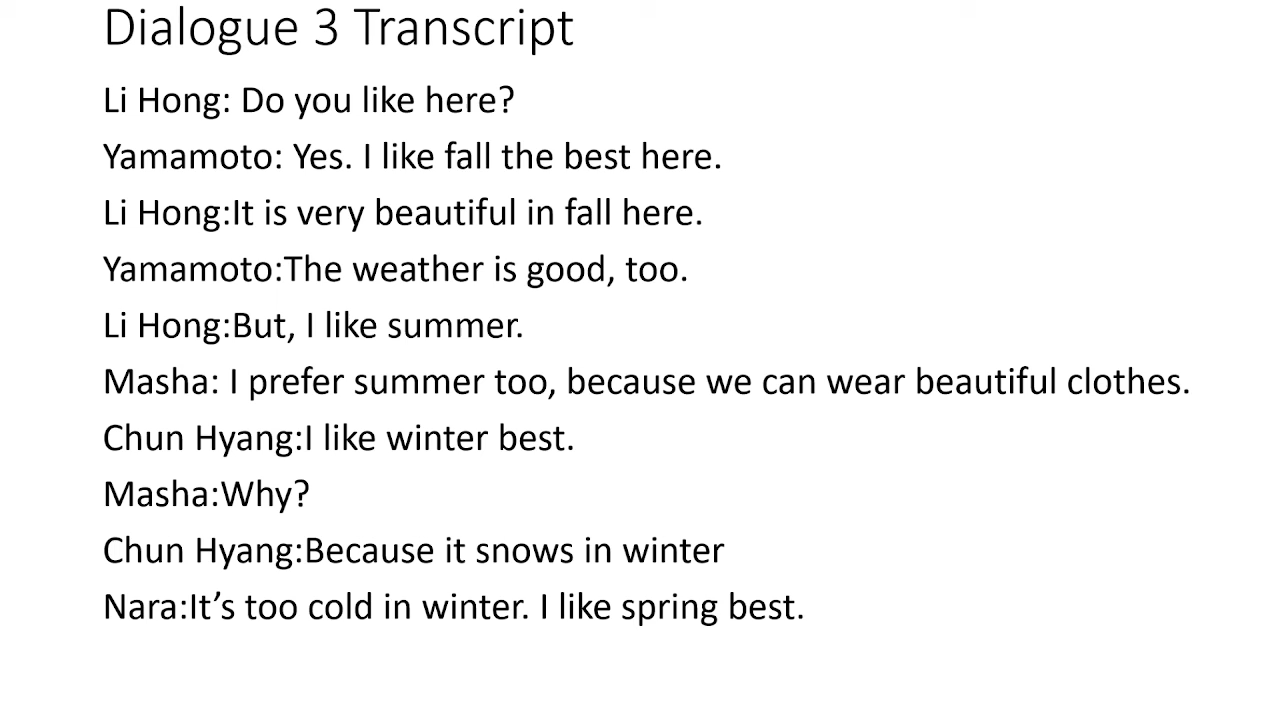 Dialogue 3 Transcript
Li Hong: Do you like here?
Yamamoto: Yes. I like fall the best here.
Li Hong:It is very beautiful in fall here.
Yamamoto:The weather is good, too.
Li Hong:But, I like summer.
Masha: I prefer summer too, because we can wear beautiful clothes.
Chun Hyang:I like winter best.
Masha:Why?
Chun Hyang:Because it snows in winter
Nara:It’s too cold in winter. I like spring best.